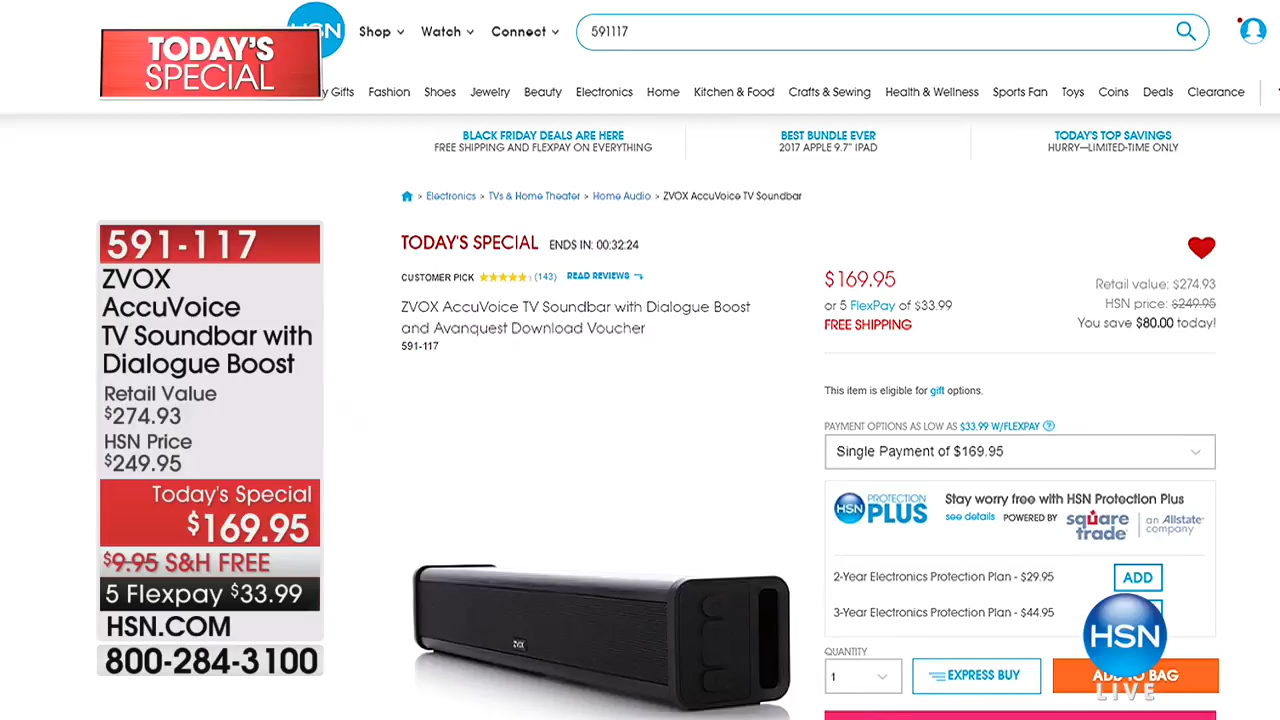 TODAY'S
SPECIAL
HSN
Shop
Watch
Connect
591117
Gifts
Fashion
Shoes
Jewelry
Beauty
Electronics
Home
Kitchen & Food
Crafts & Sewing
Health & Wellness
Sports Fan
Toys
Coins
Deals
Clearance
BLACK FRIDAY DEALS ARE HERE
FREE SHIPPING AND FLEXPAY ON EVERYTHING
BEST BUNDLE EVER
2017 APPLE 9.7" IPAD
TODAY'S TOP SAVINGS
HURRY—LIMITED-TIME ONLY
> Electronics > TVs & Home Theater > Home Audio > ZVOX AccuVoice TV Soundbar
591-117
ZVOX
AccuVoice
TV Soundbar with
Dialogue Boost
Retail Value
$274.93
HSN Price
$249.95
Today's Special
$169.95
$9.95 S&H FREE
5 Flexpay $33.99
HSN.COM
800-284-3100
TODAY'S SPECIAL ENDS IN: 00:32:24
CUSTOMER PICK (143) READ REVIEWS
ZVOX AccuVoice TV Soundbar with Dialogue Boost
and Avanquest Download Voucher
591-117
ZVOX
$169.95
or 5 FlexPay of $33.99
FREE SHIPPING
Retail value: $274.93
HSN price: $249.95
You save $80.00 today!
This item is eligible for gift options.
PAYMENT OPTIONS AS LOW AS $33.99 W/FLEXPAY ?
Single Payment of $169.95
HSN PROTECTION PLUS
Stay worry free with HSN Protection Plus
see details POWERED BY square trade an Allstate company
2-Year Electronics Protection Plan - $29.95
ADD
3-Year Electronics Protection Plan - $44.95
QUANTITY
1
EXPRESS BUY
ADD TO BAG
HSN
LIVE